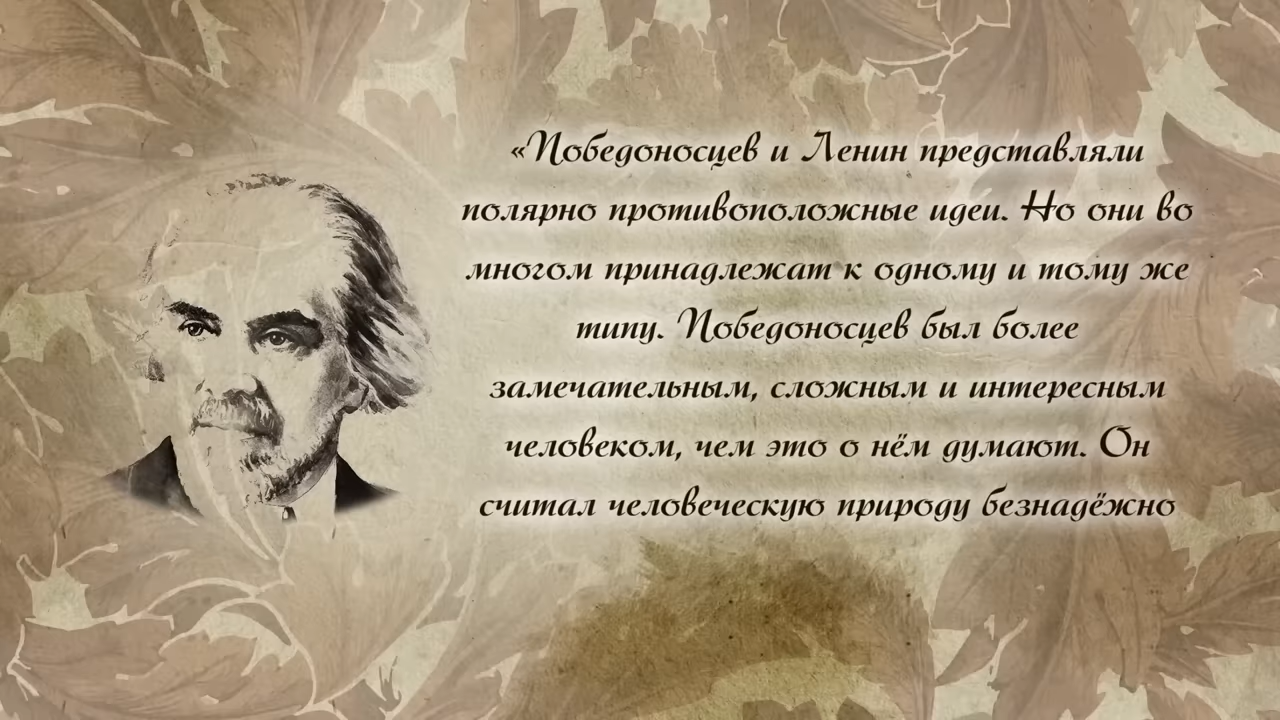 «Победоносцев и Ленин представляли
полярно противоположные идеи. Но они во
многом принадлежат к одному и тому же
типу. Победоносцев был более
замечательным, сложным и интересным
человеком, чем это о нём думают. Он
считал человеческую природу безнадёжно